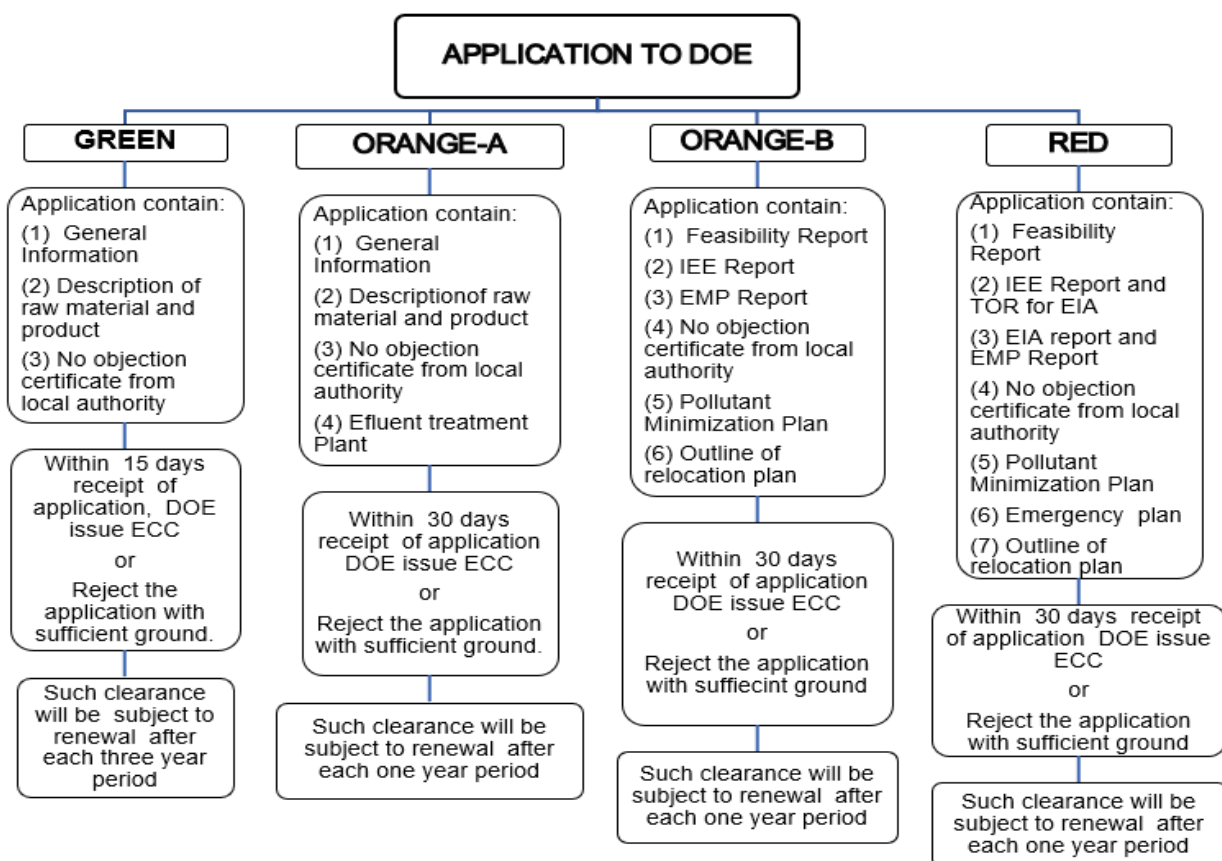 APPLICATION TO DOE
GREEN
Application contain:
(1) General
Information
(2) Description of
raw material and
product
(3) No objection
certificate from
local authority
Within 15 days
receipt of
application, DOE
issue ECC
or
Reject the
application with
sufficient ground.
Such clearance
will be subject to
renewal after
each three year
period
ORANGE-A
Application contain:
(1) General
Information
(2) Descriptionof raw
material and product
(3) No objection
certificate from local
authority
(4) Efluent treatment
Plant
Within 30 days
receipt of application
DOE issue ECC
or
Reject the application
with sufficient ground.
Such clearance will be
subject to renewal after
each one year period
ORANGE-B
Application contain:
(1) Feasibility Report
(2) IEE Report
(3) EMP Report
(4) No objection
certificate from local
authority
(5) Pollutant
Minimization Plan
(6) Outline of
relocation plan
Within 30 days
receipt of application
DOE issue ECC
or
Reject the application
with suffiecint ground
Such clearance will be
subject to renewal after
each one year period
RED
Application contain:
(1) Feasibility
Report
(2) IEE Report and
TOR for EIA
(3) EIA report and
EMP Report
(4) No objection
certificate from local
authority
(5) Pollutant
Minimization Plan
(6) Emergency plan
(7) Outline of
relocation plan
Within 30 days receipt
of application DOE issue
ECC
or
Reject the application
with sufficient ground
Such clearance will be
subject to renewal after
each one year period